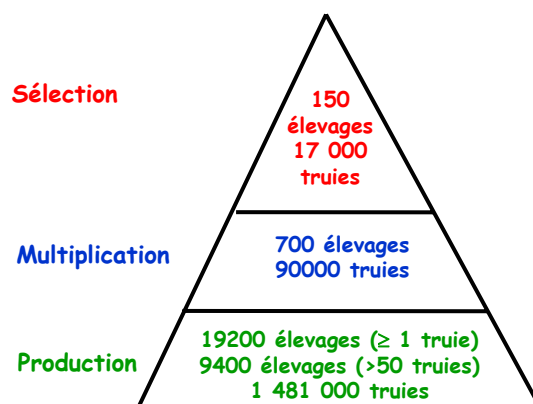 Sélection
150
élevages
17 000
truies
Multiplication
700 élevages
90000 truies
Production
19200 élevages (≥ 1 truie)
9400 élevages (>50 truies)
1 481 000 truies